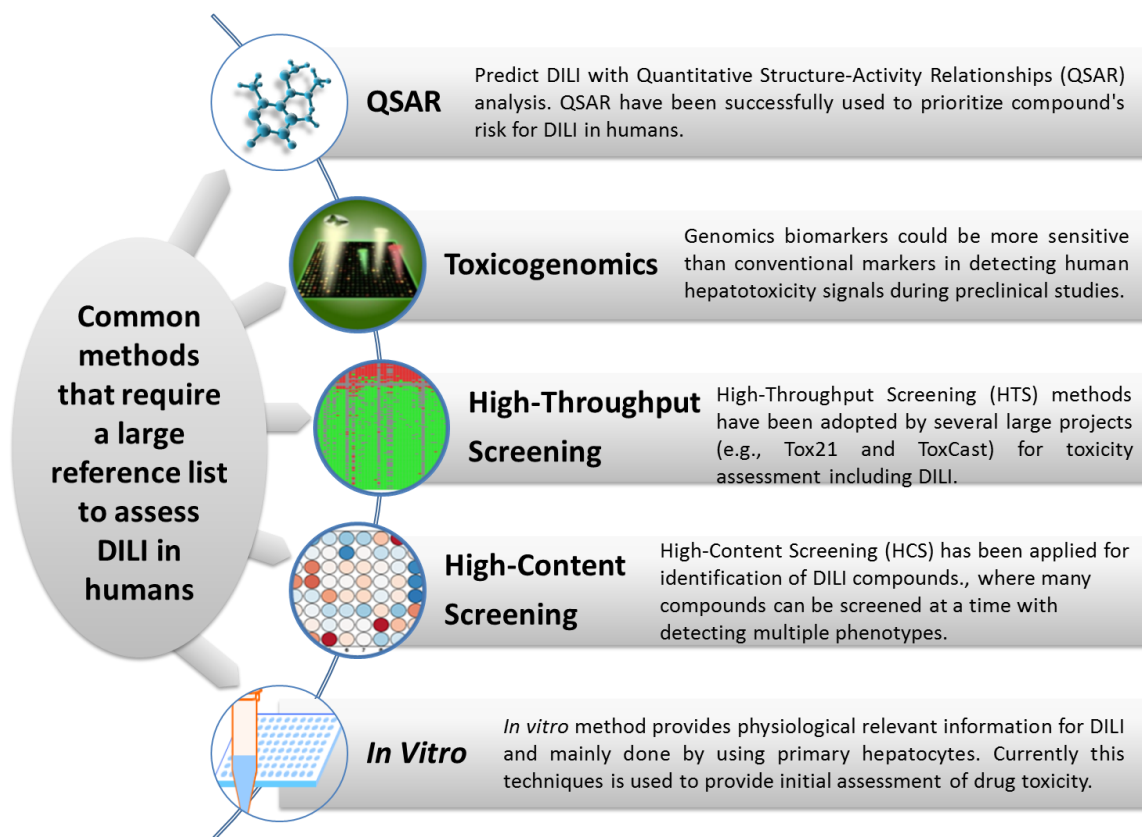 Common
methods
that require
a large
reference list
to assess
DILI in
humans
QSAR
Predict DILI with Quantitative Structure-Activity Relationships (QSAR)
analysis. QSAR have been successfully used to prioritize compound's
risk for DILI in humans.
Toxicogenomics
Genomics biomarkers could be more sensitive
than conventional markers in detecting human
hepatotoxicity signals during preclinical studies.
High-Throughput
Screening
High-Throughput Screening (HTS) methods
have been adopted by several large projects
(e.g., Tox21 and ToxCast) for toxicity
assessment including DILI.
High-Content
Screening
High-Content Screening (HCS) has been applied for
identification of DILI compounds., where many
compounds can be screened at a time with
detecting multiple phenotypes.
In Vitro
In vitro method provides physiological relevant information for DILI
and mainly done by using primary hepatocytes. Currently this
techniques is used to provide initial assessment of drug toxicity.